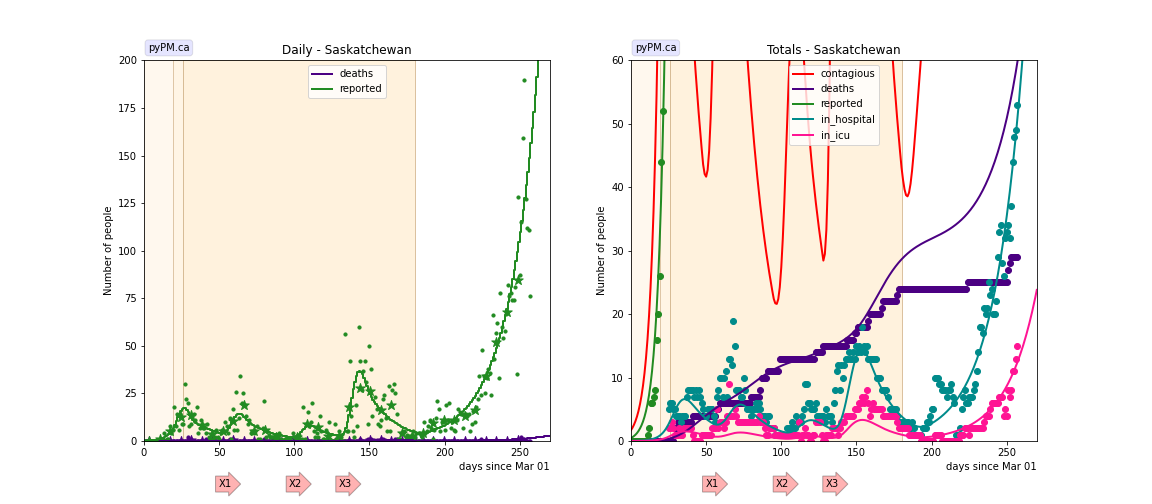 pyPM.ca
Daily - Saskatchewan
deaths
reported
Number of people
200
175
150
125
100
75
50
25
0
0 50 100 150 200 250
days since Mar 01
X1 X2 X3
pyPM.ca
Totals - Saskatchewan
contagious
deaths
reported
in_hospital
in_icu
Number of people
60
50
40
30
20
10
0
0 50 100 150 200 250
days since Mar 01
X1 X2 X3